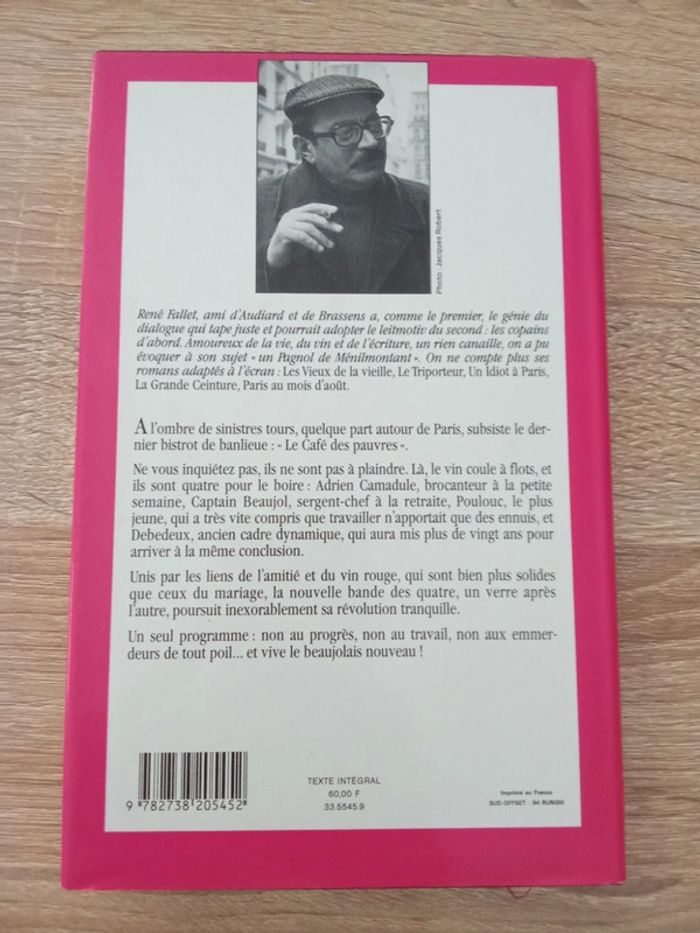 Photo : Jacques Robert
René Fallet, ami d'Audiard et de Brassens a, comme le premier, le génie du
dialogue qui tape juste et pourrait adopter le leitmotiv du second : les copains
d'abord. Amoureux de la vie, du vin et de l'écriture, un rien canaille, on a pu
évoquer à son sujet « un Pagnol de Ménilmontant ». On ne compte plus ses
romans adaptés à l'écran : Les Vieux de la vieille, Le Triporteur, Un Idiot à Paris,
La Grande Ceinture, Paris au mois d'août.
A l'ombre de sinistres tours, quelque part autour de Paris, subsiste le der-
nier bistrot de banlieue : « Le Café des pauvres ».
Ne vous inquiétez pas, ils ne sont pas à plaindre. Là, le vin coule à flots, et
ils sont quatre pour le boire : Adrien Camadule, brocanteur à la petite
semaine, Captain Beaujol, sergent-chef à la retraite, Poulouc, le plus
jeune, qui a très vite compris que travailler n'apportait que des ennuis, et
Debedeux, ancien cadre dynamique, qui aura mis plus de vingt ans pour
arriver à la même conclusion.
Unis par les liens de l'amitié et du vin rouge, qui sont bien plus solides
que ceux du mariage, la nouvelle bande des quatre, un verre après
l'autre, poursuit inexorablement sa révolution tranquille.
Un seul programme : non au progrès, non au travail, non aux emmer-
deurs de tout poil... et vive le beaujolais nouveau !
9 782738 205452
TEXTE INTÉGRAL
60,00 F
33.5545.9
Imprimé en France
SUD-OFFSET - 94 RUNGIS